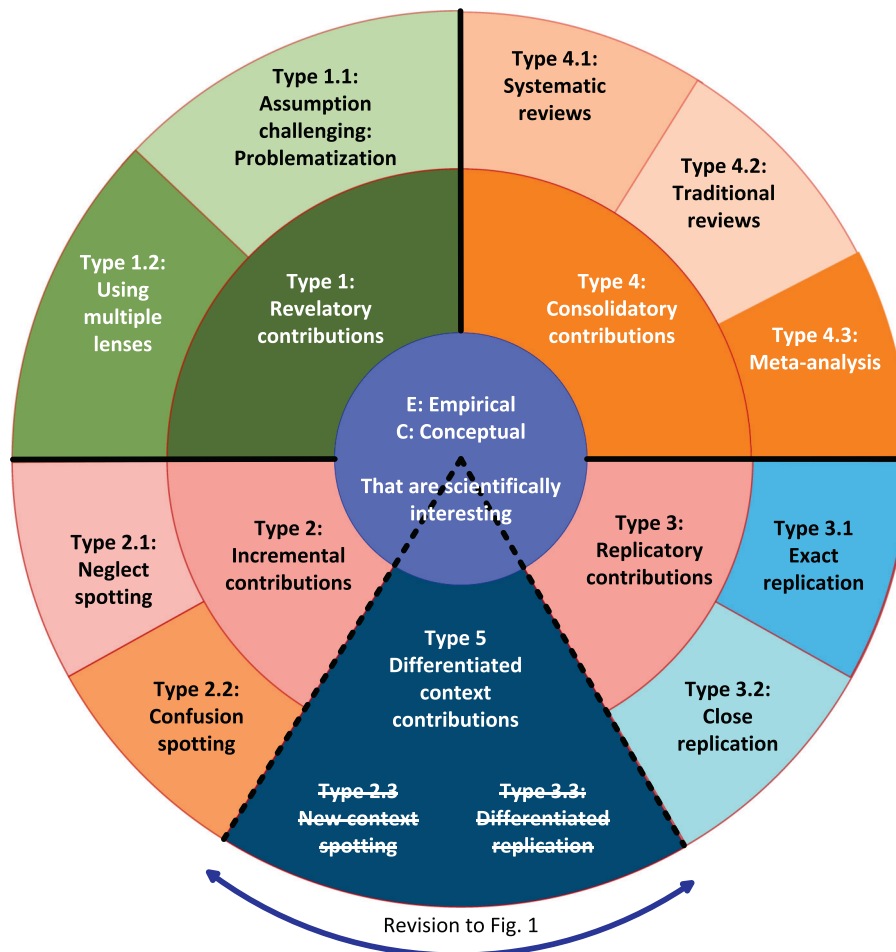 Type 1.1:
Assumption
challenging:
Problematization
Type 4.1:
Systematic
reviews
Type 4.2:
Traditional
reviews
Type 1.2:
Using
multiple
lenses
Type 1:
Revelatory
contributions
Type 4:
Consolidatory
contributions
Type 4.3:
Meta-analysis
E: Empirical
C: Conceptual
That are scientifically
interesting
Type 2.1:
Neglect
spotting
Type 2:
Incremental
contributions
Type 3:
Replicatory
contributions
Type 3.1
Exact
replication
Type 2.2:
Confusion
spotting
Type 5
Differentiated
context
contributions
Type 3.2:
Close
replication
Type 2.3
New context
spotting
Type 3.3:
Differentiated
replication
Revision to Fig. 1